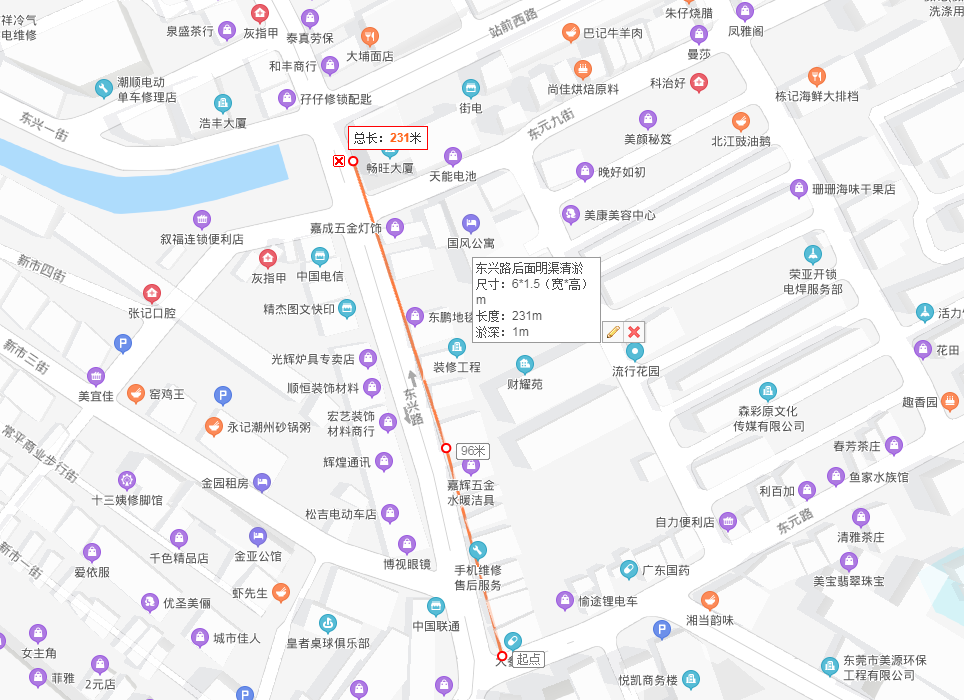 祥冷气
电维修
泉盛茶行
灰指甲
泰真劳保
大埔面店
站前西路
巴记牛羊肉
朱仔烧腊
凤雅阁
洗涤用
曼莎
和丰商行
潮顺电动
单车修理店
孖仔修锁配匙
浩丰大厦
街电
尚佳烘焙原料
科治好
栋记海鲜大排档
东兴一街
总长：231米
畅旺大厦
天能电池
东元九街
美颜秘笈
北江豉油鹅
晚好如初
珊珊海味干果店
叙福连锁便利店
嘉成五金灯饰
国风公寓
美康美容中心
新市四街
灰指甲
中国电信
东兴路后面明渠清淤
尺寸：6*1.5（宽*高）
m
长度：231m
淤深：1m
荣亚开锁
电焊服务部
张记口腔
精杰图文快印
东鹏地毯
活力
花田
新市三街
光辉炉具专卖店
装修工程
财耀苑
流行花园
美宜佳
窑鸡王
顺恒装饰材料
东兴路
森彩原文化
传媒有限公司
趣香园
永记潮州砂锅粥
宏艺装饰
材料商行
96米
春芳茶庄
常平商业步行街
辉煌通讯
嘉辉五金
水暖洁具
鱼家水族馆
利百加
十三姨修脚馆
金园租房
松吉电动车店
自力便利店
东元路
清雅茶庄
新市一街
爱依服
千色精品店
金亚公馆
博视眼镜
手机维修
售后服务
广东国药
美宝翡翠珠宝
优圣美俪
虾先生
中国联通
愉途锂电车
湘当韵味
城市佳人
皇者桌球俱乐部
女主角
起点
菲雅
2元店
悦凯商务楼
东莞市美源环保
工程有限公司